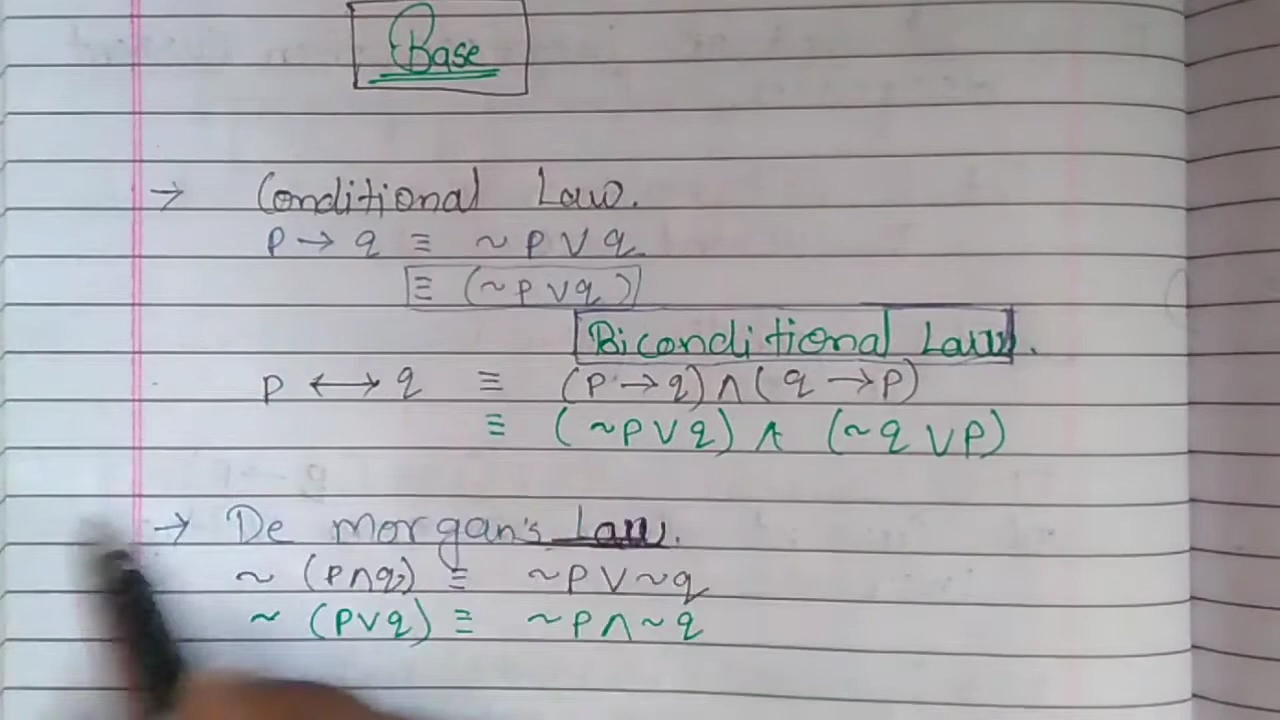 Base
→ Conditional Law.
p → q ≡ ~ p ∨ q
≡ (~p ∨ q)
Biconditional Law.
p ↔ q ≡ (p → q) ∧ ( q → p)
≡ (~p ∨ q) ∧ (~q ∨ p)
→ De morgan's Law.
~ (p ∧ q) ≡ ~p ∨ ~q
~ (p ∨ q) ≡ ~p ∧ ~q